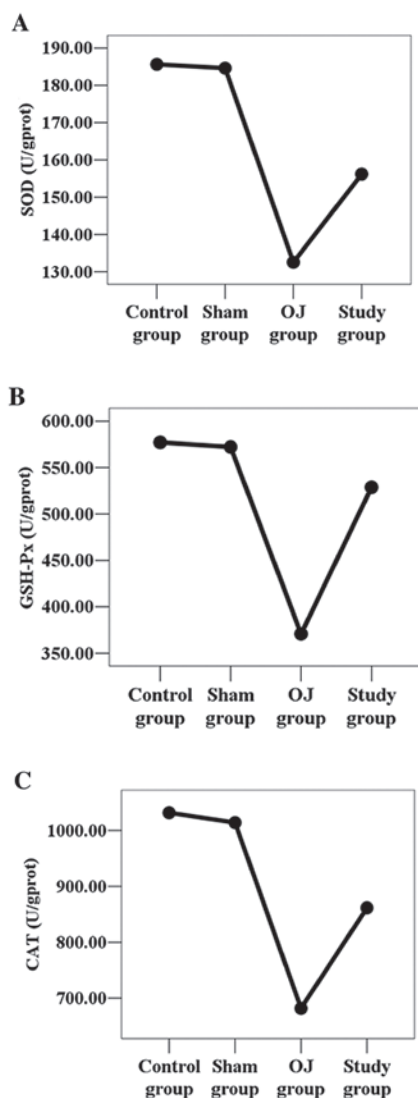 A
190.00
180.00
170.00
160.00
150.00
140.00
130.00
SOD (U/gprot)
Control group
Sham group
OJ group
Study group
B
600.00
550.00
500.00
450.00
400.00
350.00
GSH-Px (U/gprot)
Control group
Sham group
OJ group
Study group
C
1000.00
900.00
800.00
700.00
CAT (U/gprot)
Control group
Sham group
OJ group
Study group